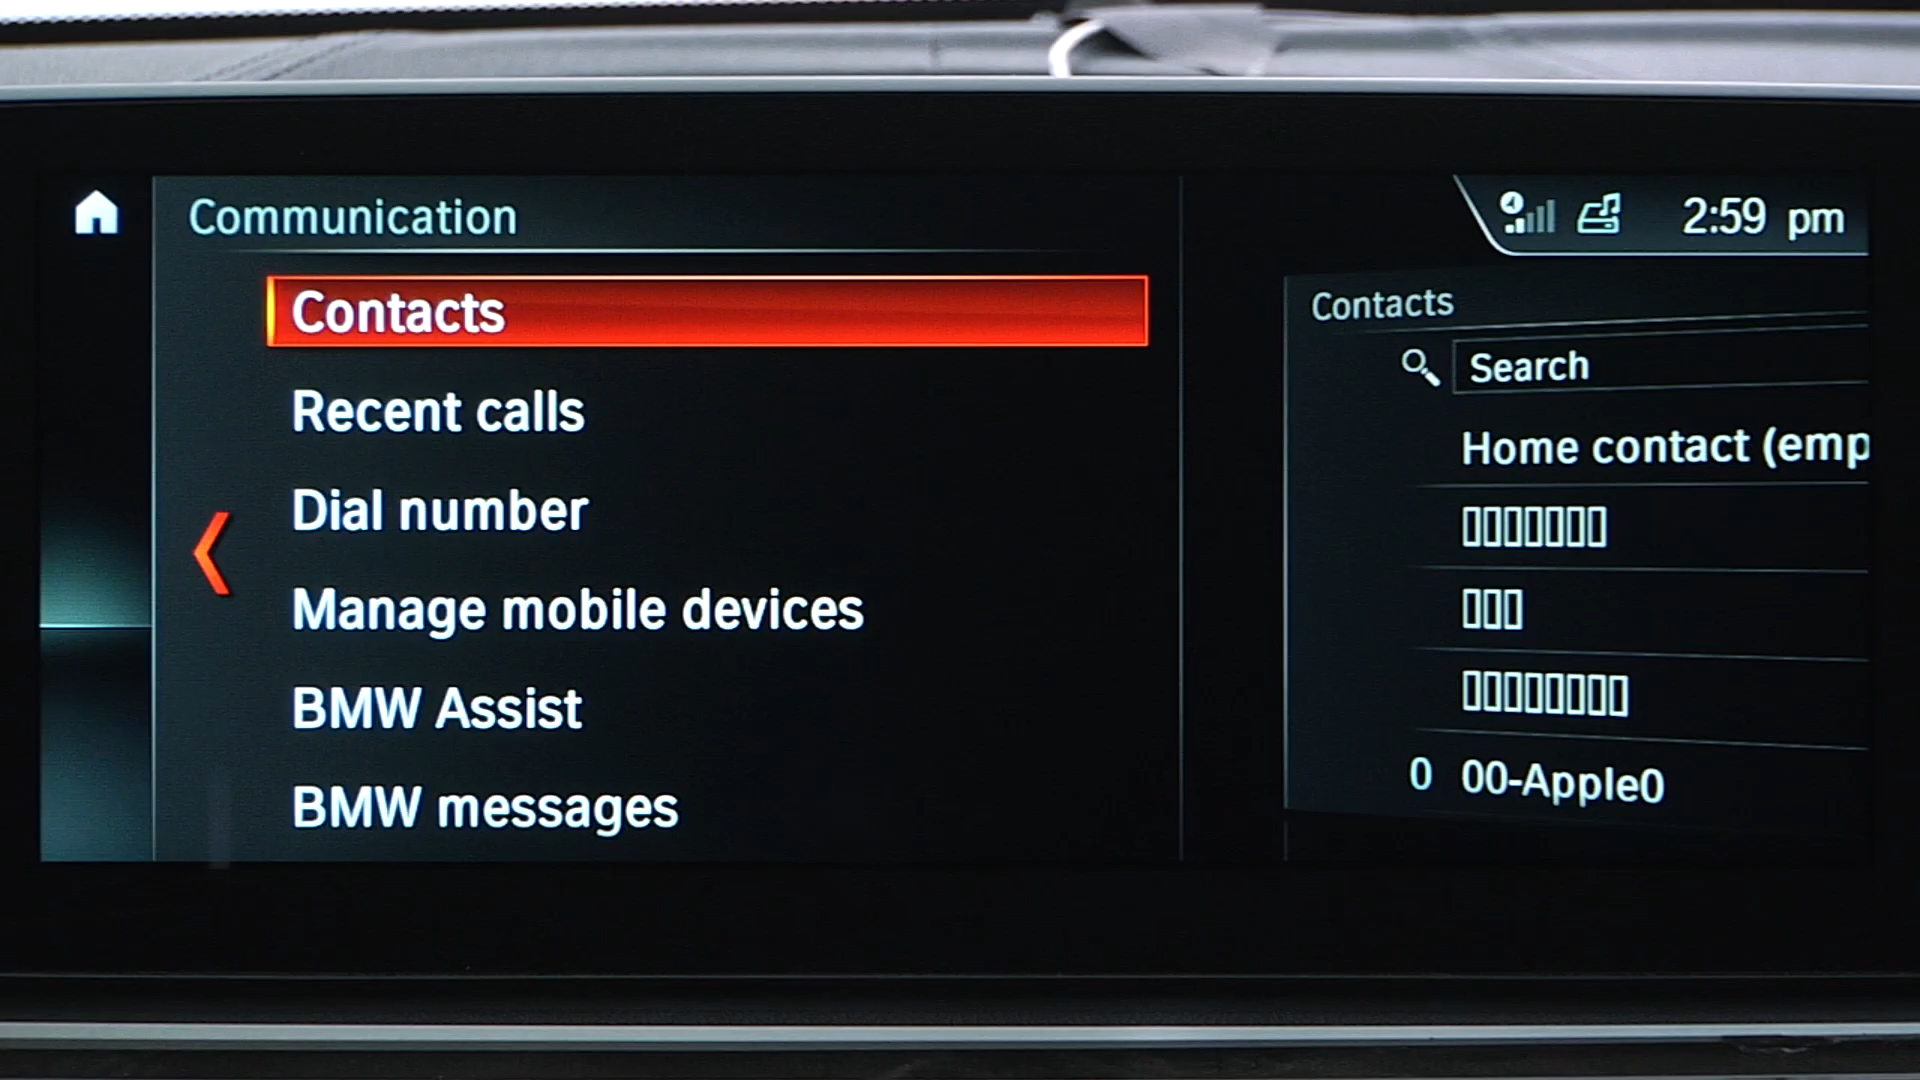 Communication
2:59 pm
Contacts
Recent calls
Dial number
Manage mobile devices
BMW Assist
BMW messages
Contacts
Search
Home contact (emp
▯▯▯▯▯▯▯
▯▯▯
▯▯▯▯▯▯▯▯
0 00-Apple0